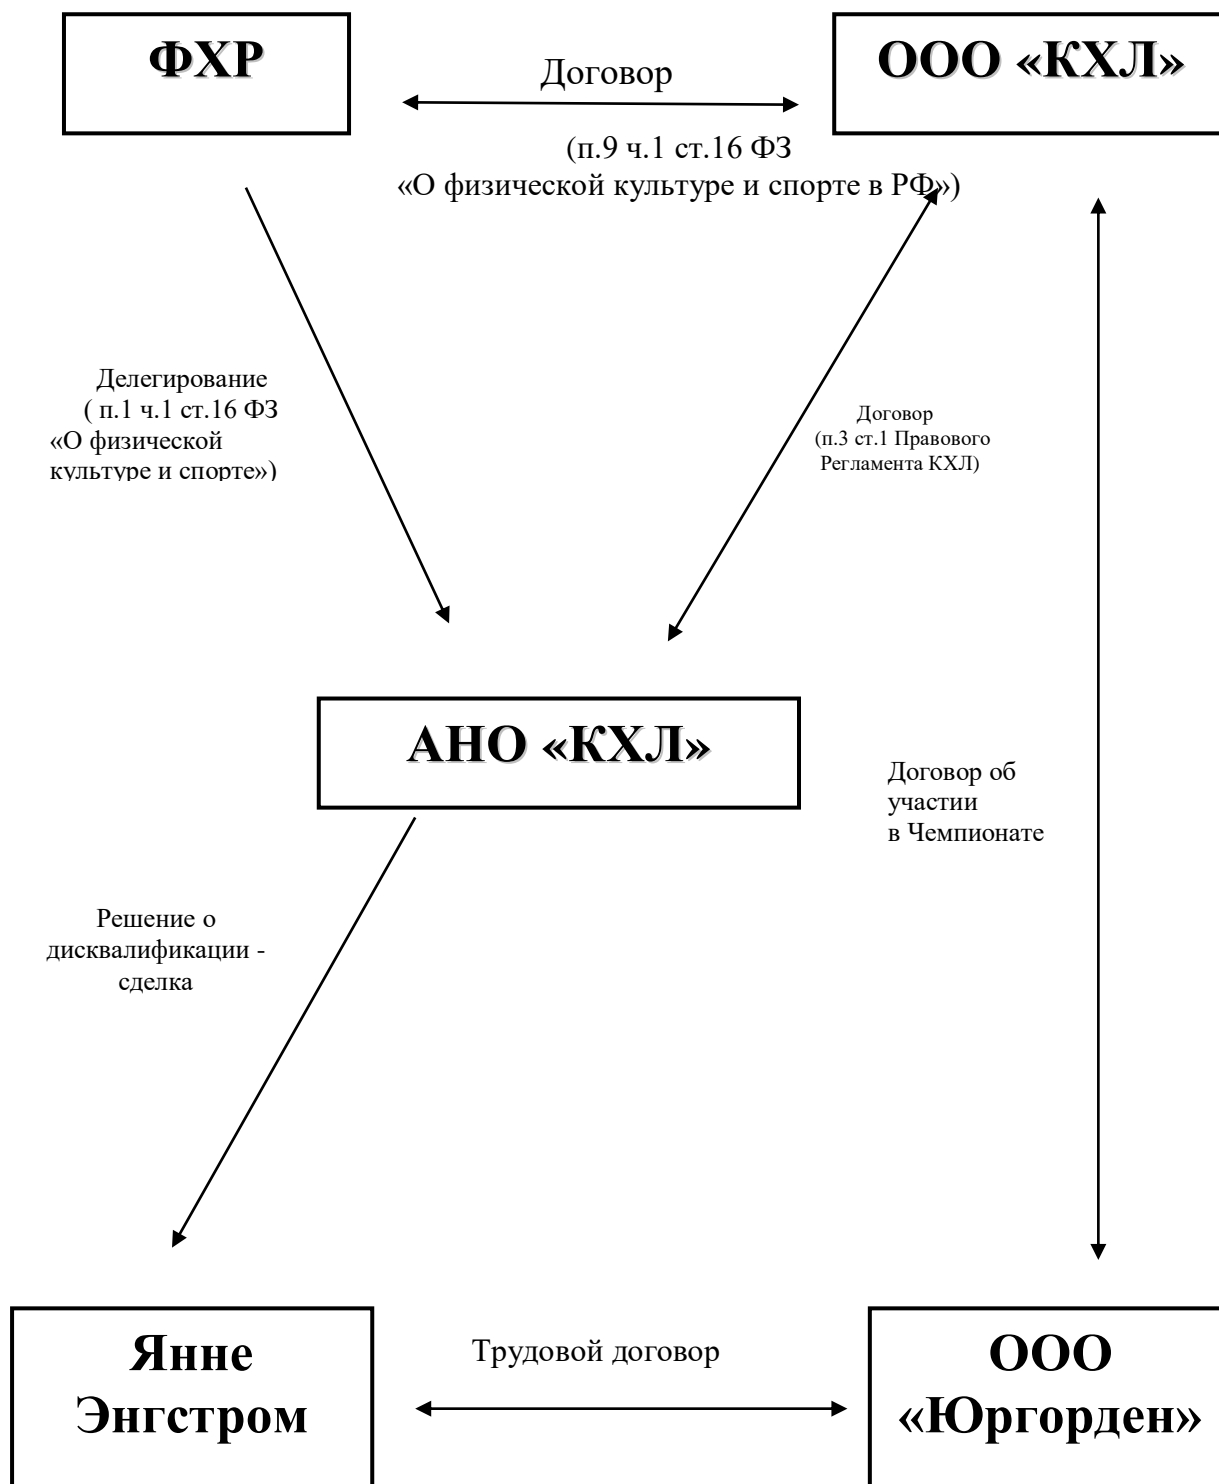 ФХР
Договор
ООО «КХЛ»
(п.9 ч.1 ст.16 ФЗ
«О физической культуре и спорте в РФ»)
Делегирование
( п.1 ч.1 ст.16 ФЗ
«О физической
культуре и спорте»)
Договор
(п.3 ст.1 Правового
Регламента КХЛ)
АНО «КХЛ»
Договор об
участии
в Чемпионате
Решение о
дисквалификации -
сделка
Янне
Энгстром
Трудовой договор
ООО
«Юргорден»